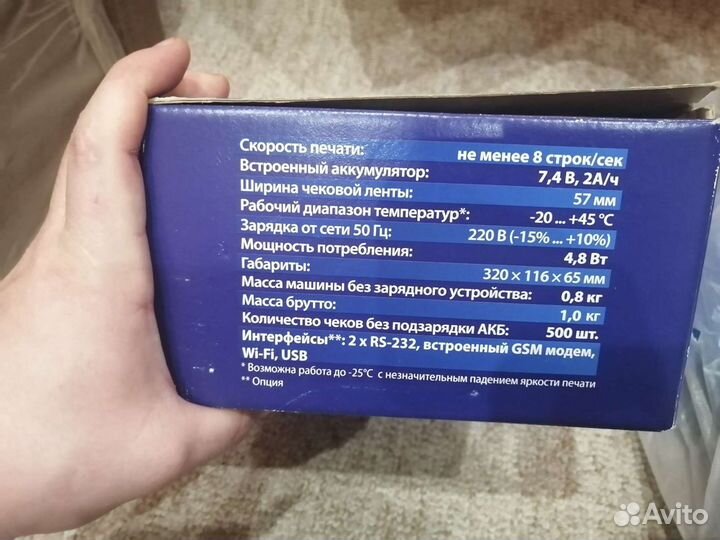 Скорость печати: не менее 8 строк/сек
Встроенный аккумулятор: 7,4 В, 2А/ч
Ширина чековой ленты: 57 мм
Рабочий диапазон температур*: -20 ... +45 °С
Зарядка от сети 50 Гц: 220 В (-15% ... +10%)
Мощность потребления: 4,8 Вт
Габариты: 320 × 116 × 65 мм
Масса машины без зарядного устройства: 0,8 кг
Масса брутто: 1,0 кг
Количество чеков без подзарядки АКБ: 500 шт.
Интерфейсы**: 2 х RS-232, встроенный GSM модем,
Wi-Fi, USB
* Возможна работа до -25°С с незначительным падением яркости печати
** Опция
Avito